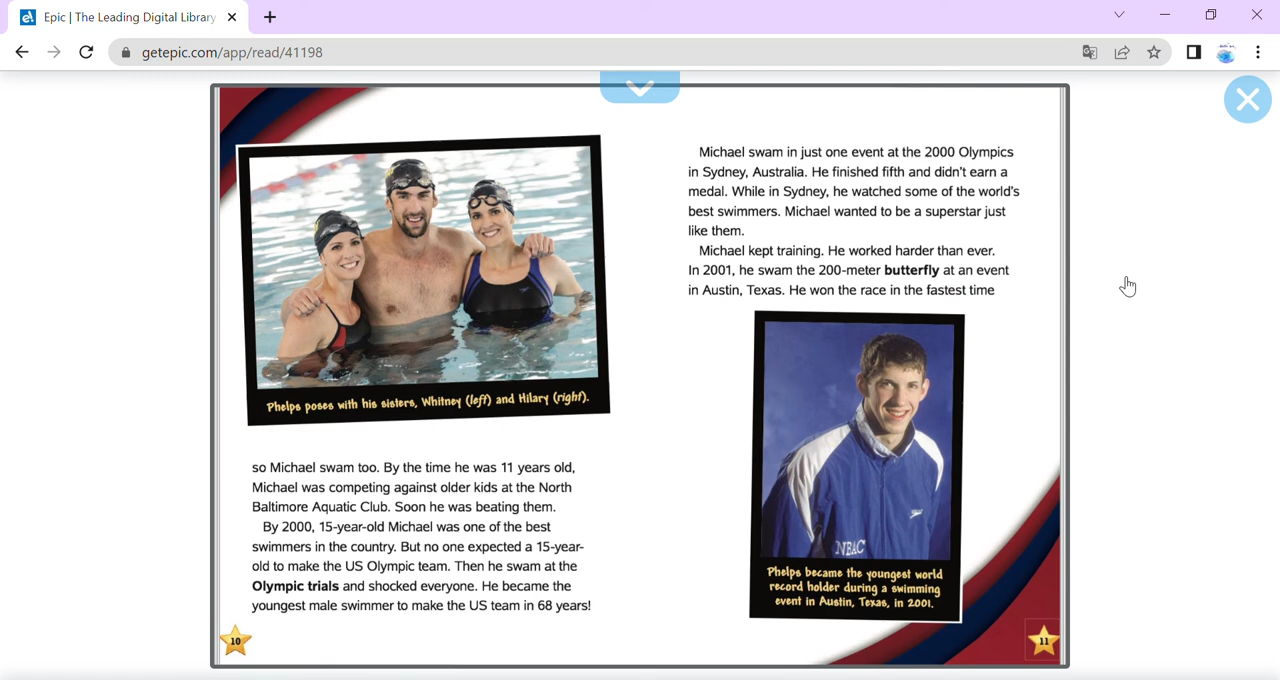 Epic | The Leading Digital Library
getepic.com/app/read/41198
Phelps poses with his sisters, Whitney (left) and Hilary (right).
so Michael swam too. By the time he was 11 years old,
Michael was competing against older kids at the North
Baltimore Aquatic Club. Soon he was beating them.
By 2000, 15-year-old Michael was one of the best
swimmers in the country. But no one expected a 15-year-
old to make the US Olympic team. Then he swam at the
Olympic trials and shocked everyone. He became the
youngest male swimmer to make the US team in 68 years!
10
Michael swam in just one event at the 2000 Olympics
in Sydney, Australia. He finished fifth and didn't earn a
medal. While in Sydney, he watched some of the world's
best swimmers. Michael wanted to be a superstar just
like them.
Michael kept training. He worked harder than ever.
In 2001, he swam the 200-meter butterfly at an event
in Austin, Texas. He won the race in the fastest time
NBAC
Phelps became the youngest world
record holder during a swimming
event in Austin, Texas, in 2001.
11